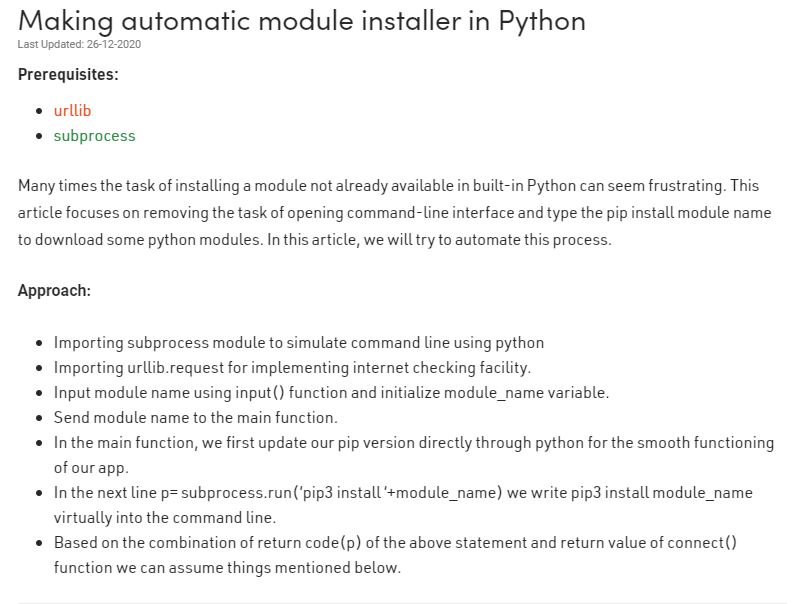 Making automatic module installer in Python
Last Updated: 26-12-2020
Prerequisites:
• urllib
• subprocess
Many times the task of installing a module not already available in built-in Python can seem frustrating. This
article focuses on removing the task of opening command-line interface and type the pip install module name
to download some python modules. In this article, we will try to automate this process.
Approach:
• Importing subprocess module to simulate command line using python
• Importing urllib.request for implementing internet checking facility.
• Input module name using input() function and initialize module_name variable.
• Send module name to the main function.
• In the main function, we first update our pip version directly through python for the smooth functioning
of our app.
• In the next line p= subprocess.run(‘pip3 install ‘+module_name) we write pip3 install module_name
virtually into the command line.
• Based on the combination of return code(p) of the above statement and return value of connect()
function we can assume things mentioned below.